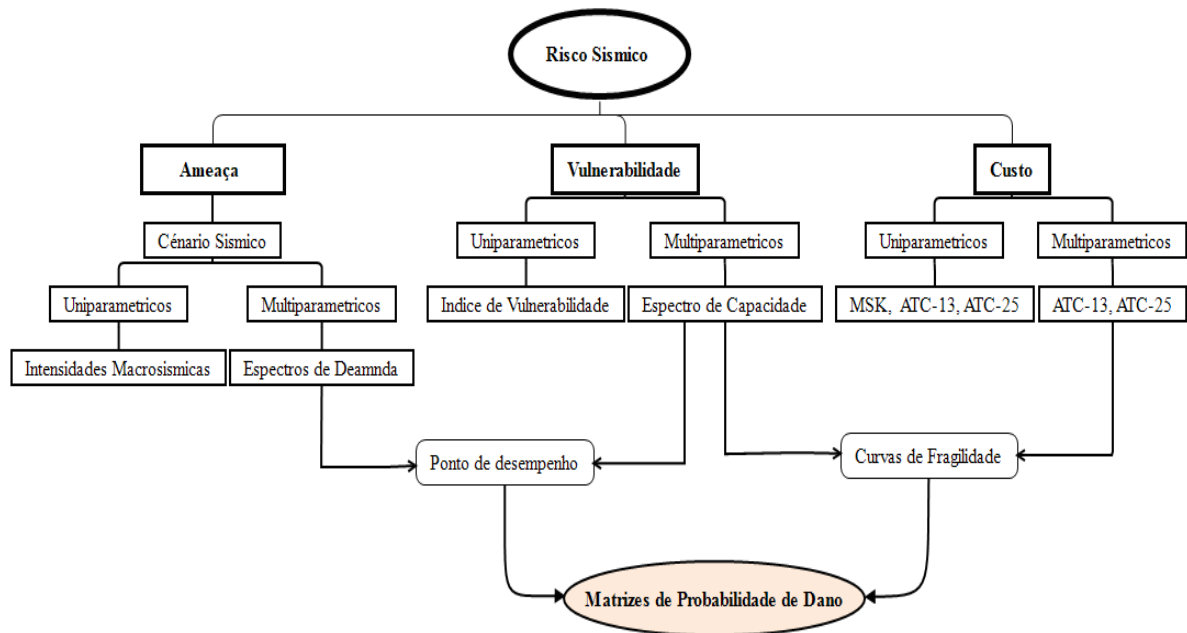 Risco Sismico
Ameaça
Vulnerabilidade
Custo
Cénario Sismico
Uniparametricos
Multiparametricos
Uniparametricos
Multiparametricos
Uniparametricos
Multiparametricos
Indice de Vulnerabilidade
Espectro de Capacidade
MSK, ATC-13, ATC-25
ATC-13, ATC-25
Intensidades Macrosismicas
Espectros de Deamnda
Ponto de desempenho
Curvas de Fragilidade
Matrizes de Probabilidade de Dano